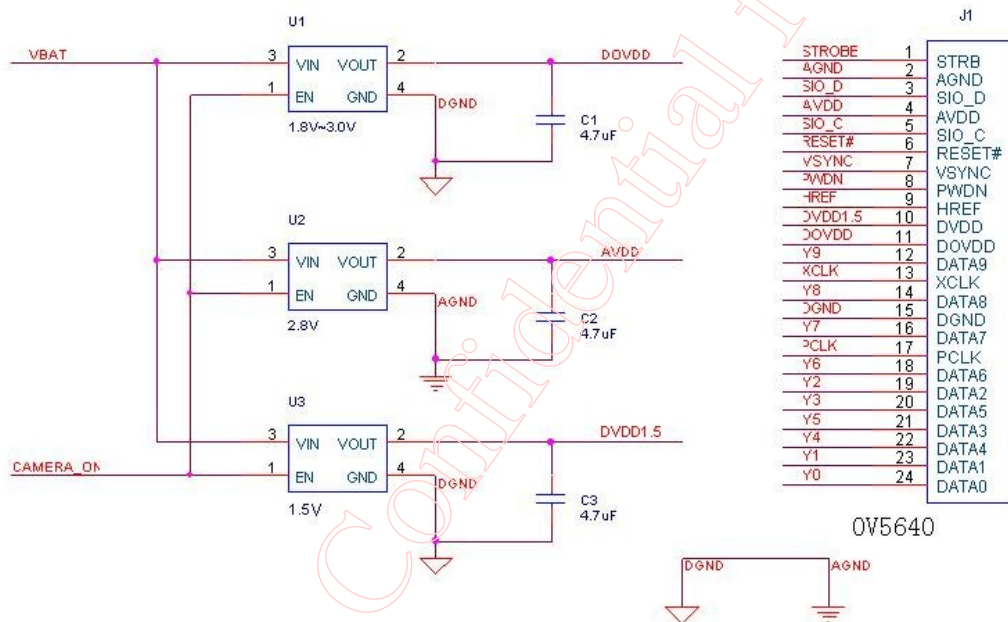 U1
VBAT
3 VIN VOUT 2
DOVDD
1 EN GND 4
DGND
1.8V~3.0V
C1
4.7uF
U2
3 VIN VOUT 2
AVDD
1 EN GND 4
AGND
2.8V
C2
4.7uF
U3
3 VIN VOUT 2
DVDD1.5
CAMERA_ON
1 EN GND 4
DGND
1.5V
C3
4.7uF
J1
STROBE 1 STRB
AGND 2 AGND
SIO_D 3 SIO_D
AVDD 4 AVDD
SIO_C 5 SIO_C
RESET# 6 RESET#
VSYNC 7 VSYNC
PWDN 8 PWDN
HREF 9 HREF
DVDD1.5 10 DVDD
DOVDD 11 DOVDD
Y9 12 DATA9
XCLK 13 XCLK
Y8 14 DATA8
DGND 15 DGND
Y7 16 DATA7
PCLK 17 PCLK
Y6 18 DATA6
Y2 19 DATA2
Y3 20 DATA5
Y5 21 DATA3
Y4 22 DATA4
Y1 23 DATA1
Y0 24 DATA0
OV5640
DGND
AGND
Confidential